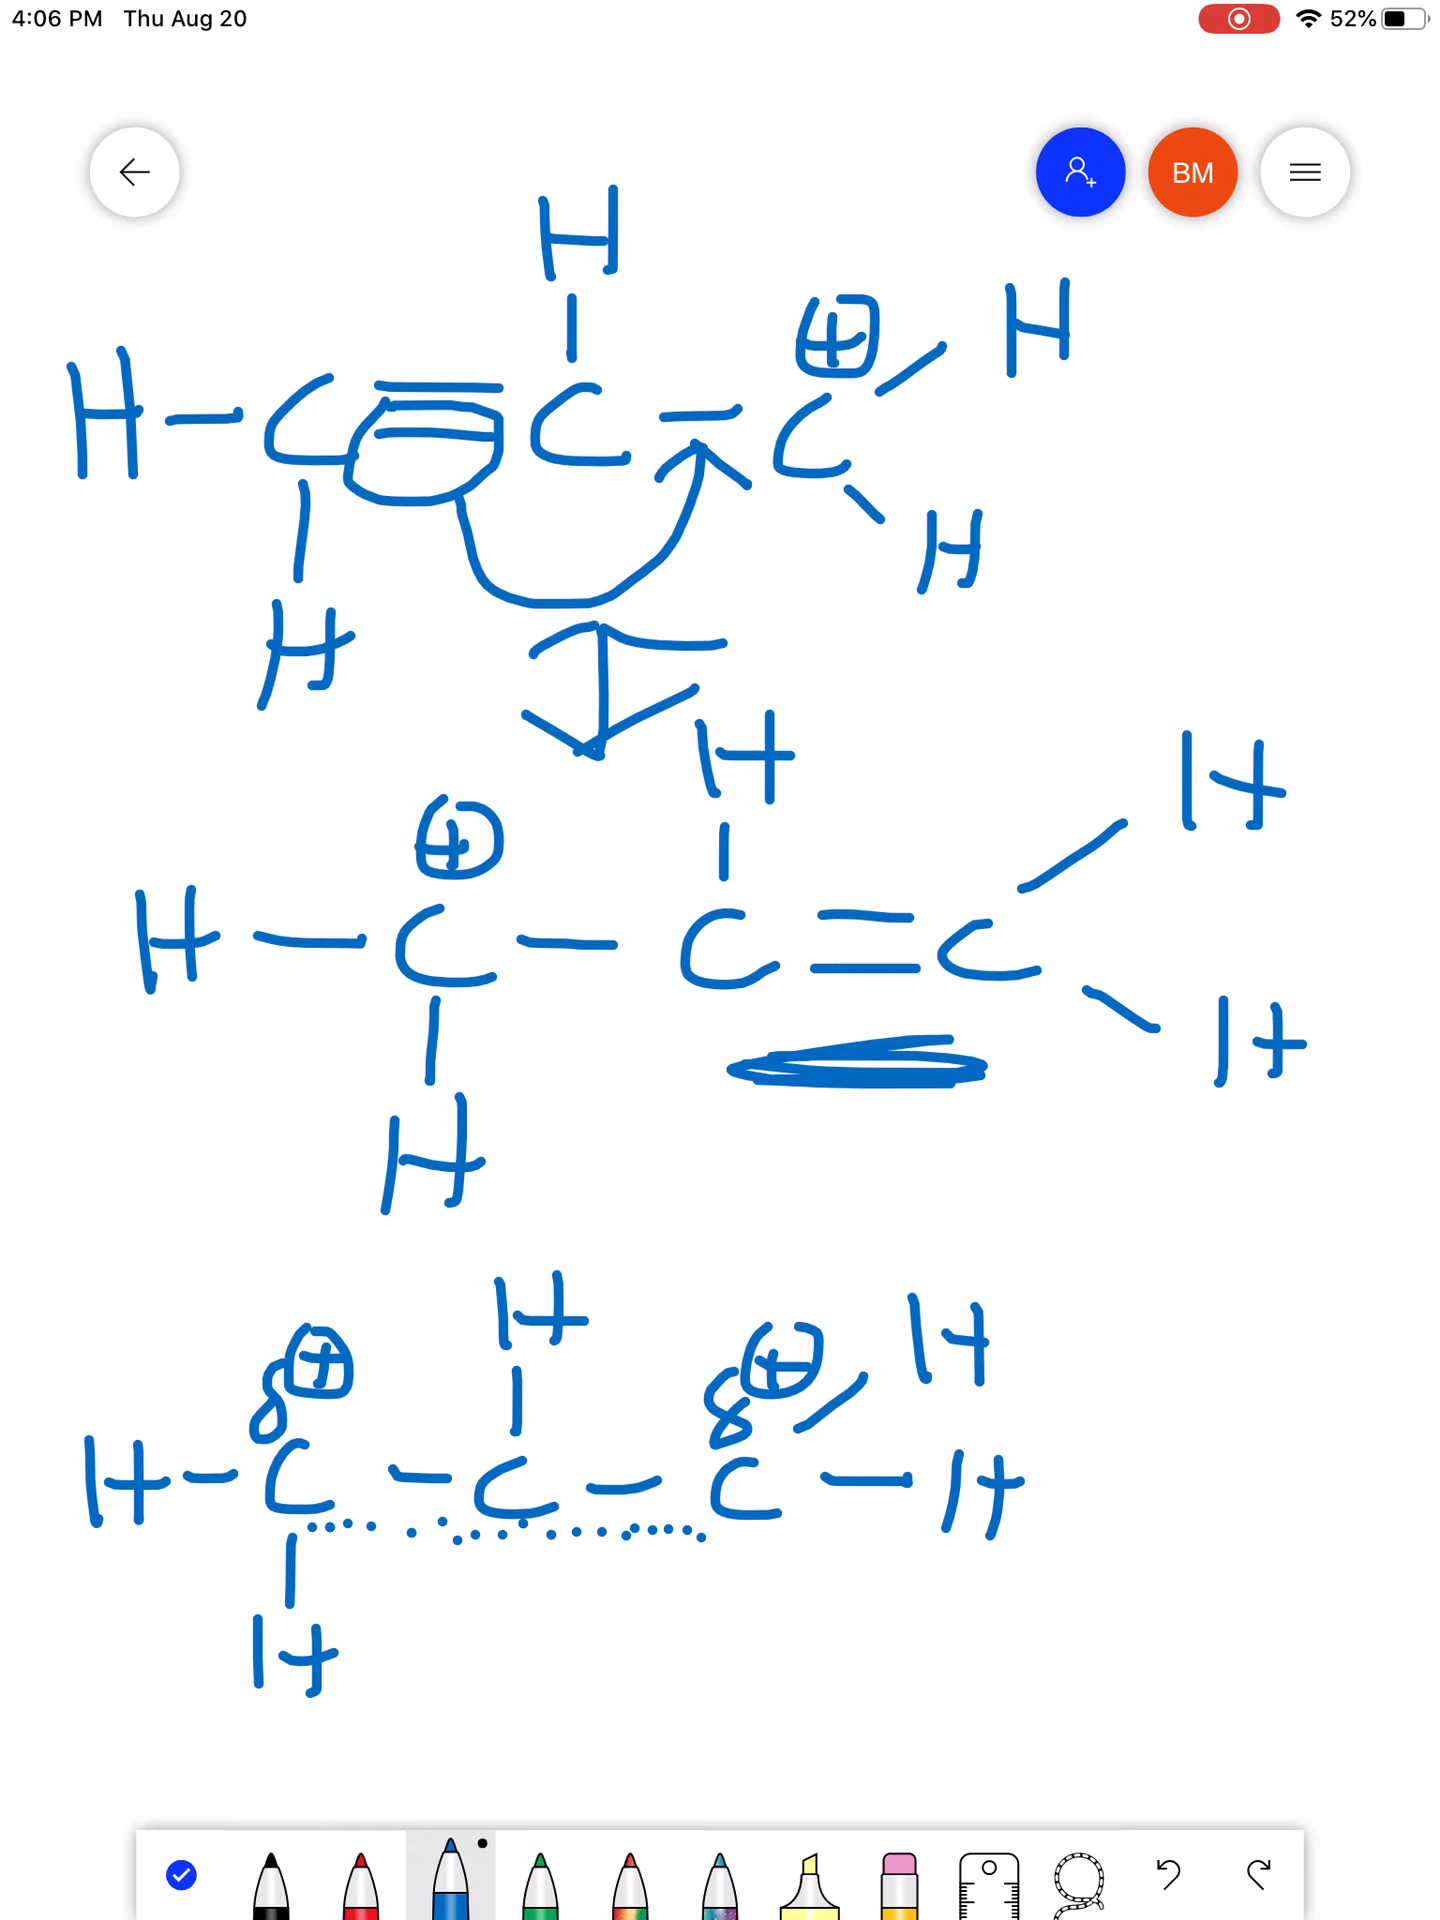 4:06 PM Thu Aug 20 52%
BM
H
⊕ H
H - C = C - C
H
H
H
⊕ H
H - C - C = C
H
H
H
δ⊕ δ⊕ H
H - C - C - C - H
H